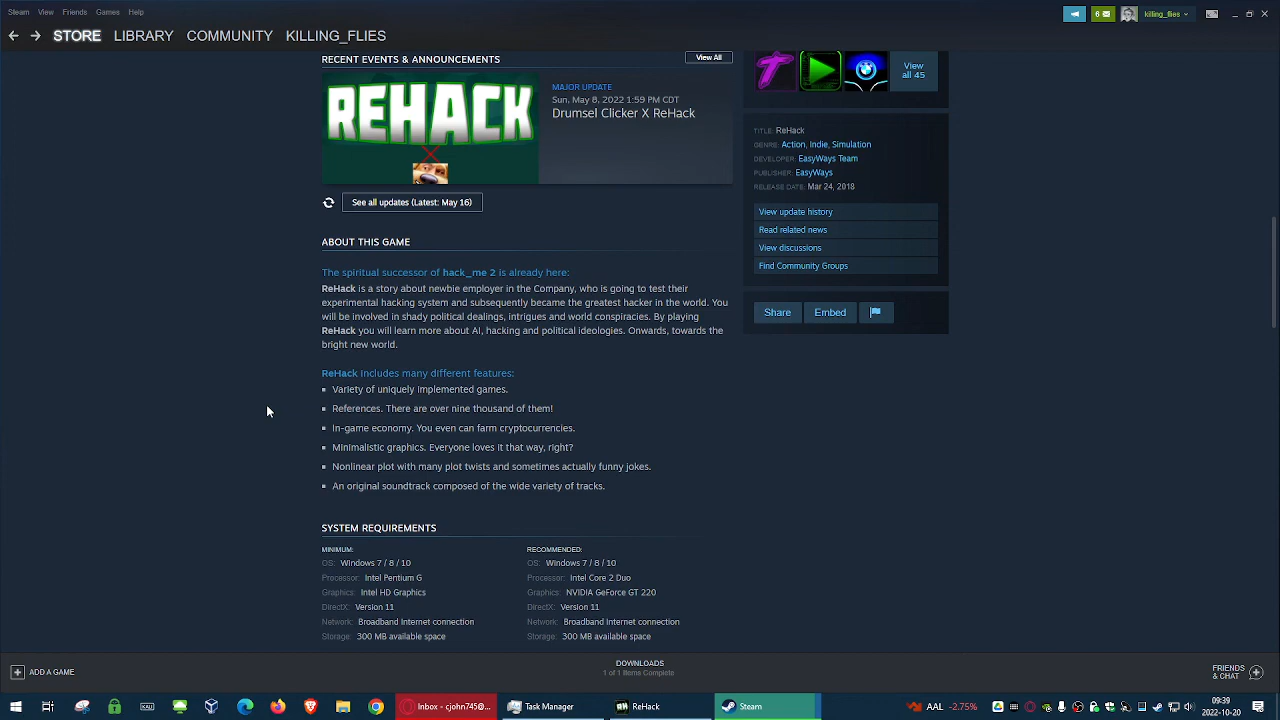 Steam View Friends Games Help
6 killing_flies
STORE LIBRARY COMMUNITY KILLING_FLIES
RECENT EVENTS & ANNOUNCEMENTS View All
REHACK
MAJOR UPDATE
Sun. May 8, 2022 1:59 PM CDT
Drumsel Clicker X ReHack
See all updates (Latest: May 16)
ABOUT THIS GAME
The spiritual successor of hack_me 2 is already here:
ReHack is a story about newbie employer in the Company, who is going to test their
experimental hacking system and subsequently became the greatest hacker in the world. You
will be involved in shady political dealings, intrigues and world conspiracies. By playing
ReHack you will learn more about AI, hacking and political ideologies. Onwards, towards the
bright new world.
ReHack includes many different features:
Variety of uniquely implemented games.
References. There are over nine thousand of them!
In-game economy. You even can farm cryptocurrencies.
Minimalistic graphics. Everyone loves it that way, right?
Nonlinear plot with many plot twists and sometimes actually funny jokes.
An original soundtrack composed of the wide variety of tracks.
SYSTEM REQUIREMENTS
MINIMUM:
OS: Windows 7 / 8 / 10
Processor: Intel Pentium G
Graphics: Intel HD Graphics
DirectX: Version 11
Network: Broadband Internet connection
Storage: 300 MB available space
RECOMMENDED:
OS: Windows 7 / 8 / 10
Processor: Intel Core 2 Duo
Graphics: NVIDIA GeForce GT 220
DirectX: Version 11
Network: Broadband Internet connection
Storage: 300 MB available space
View
all 45
TITLE: ReHack
GENRE: Action, Indie, Simulation
DEVELOPER: EasyWays Team
PUBLISHER: EasyWays
RELEASE DATE: Mar 24, 2018
View update history
Read related news
View discussions
Find Community Groups
Share Embed
ADD A GAME
DOWNLOADS
1 of 1 Items Complete
FRIENDS
& CHAT
Inbox - cjohn7450... Task Manager ReHack Steam AAL -2.75% 09:39
2022-10-20